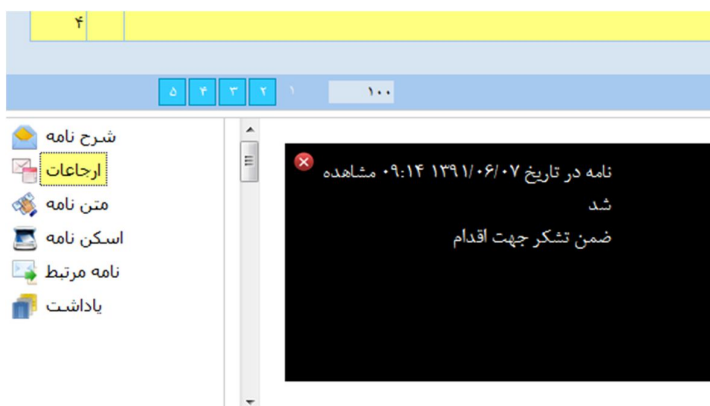 ۴
۱۰۰
۱ ۲ ۳ ۴ ۵
شرح نامه
ارجاعات
متن نامه
اسکن نامه
نامه مرتبط
یاداشت
نامه در تاریخ ۱۳۹۱/۰۶/۰۷ ۰۹:۱۴ مشاهده
شد
ضمن تشکر جهت اقدام